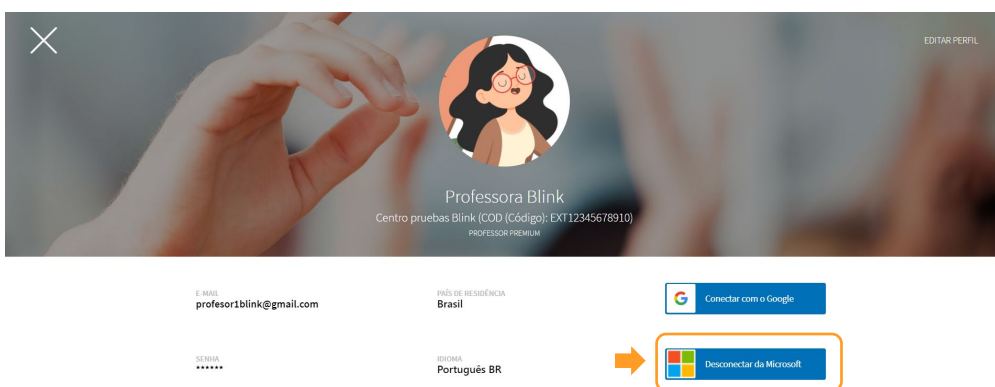 EDITAR PERFIL
Professora Blink
Centro pruebas Blink (COD (Código): EXT12345678910)
PROFESSOR PREMIUM
E-MAIL
profesor1blink@gmail.com
PAÍS DE RESIDÊNCIA
Brasil
Conectar com o Google
SENHA
******
IDIOMA
Português BR
Desconectar da Microsoft